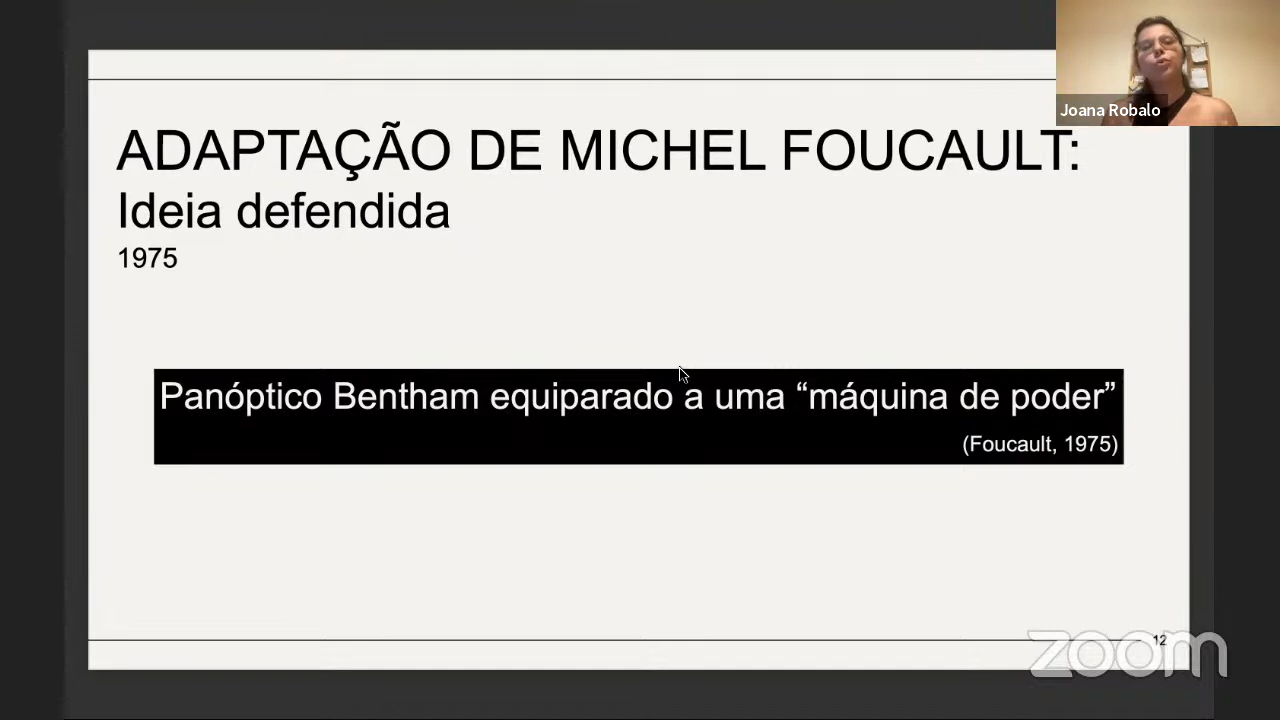 Joana Robalo
ADAPTAÇÃO DE MICHEL FOUCAULT:
Ideia defendida
1975
Panóptico Bentham equiparado a uma “máquina de poder”
(Foucault, 1975)
12
zoom